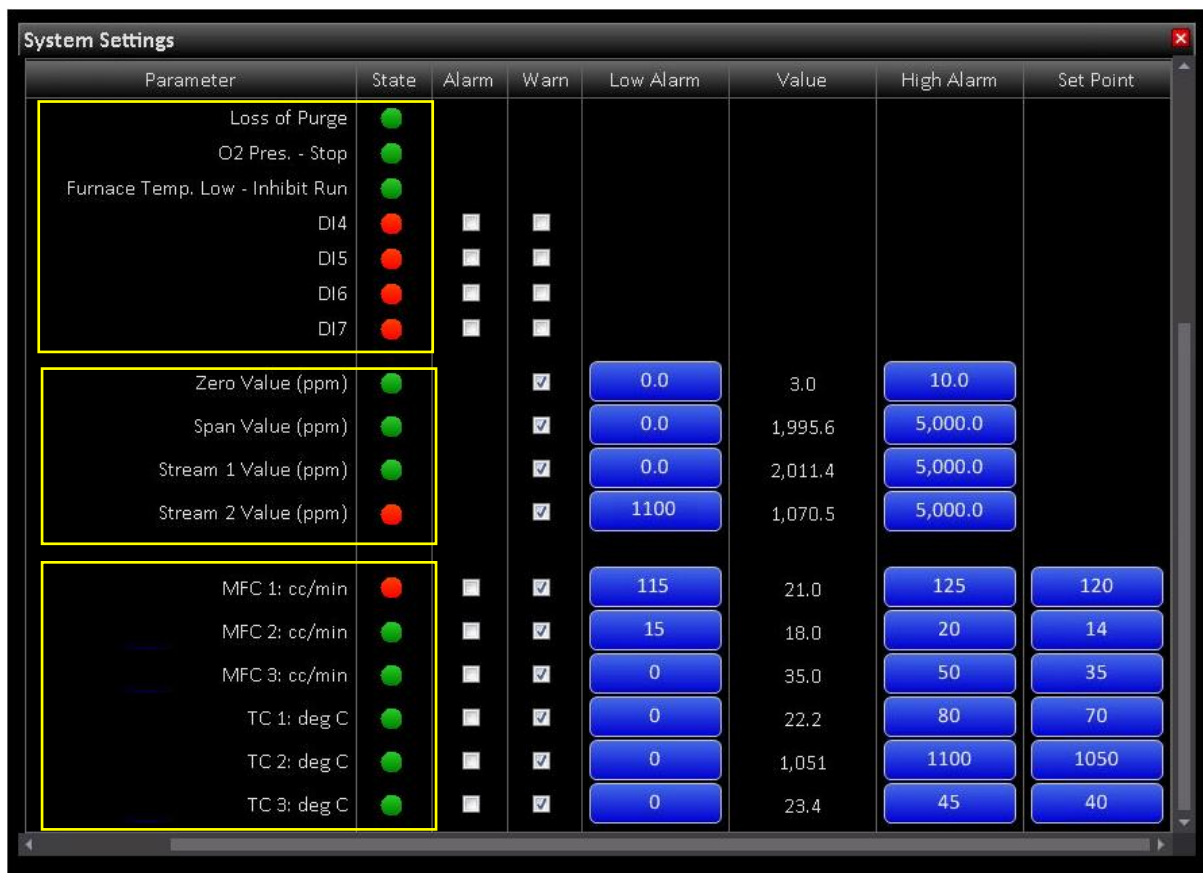 System Settings
Parameter State Alarm Warn Low Alarm Value High Alarm Set Point
Loss of Purge
O2 Pres. - Stop
Furnace Temp. Low - Inhibit Run
DI4
DI5
DI6
DI7
Zero Value (ppm) 0.0 3.0 10.0
Span Value (ppm) 0.0 1,995.6 5,000.0
Stream 1 Value (ppm) 0.0 2,011.4 5,000.0
Stream 2 Value (ppm) 1100 1,070.5 5,000.0
MFC 1: cc/min 115 21.0 125 120
MFC 2: cc/min 15 18.0 20 14
MFC 3: cc/min 0 35.0 50 35
TC 1: deg C 0 22.2 80 70
TC 2: deg C 0 1,051 1100 1050
TC 3: deg C 0 23.4 45 40